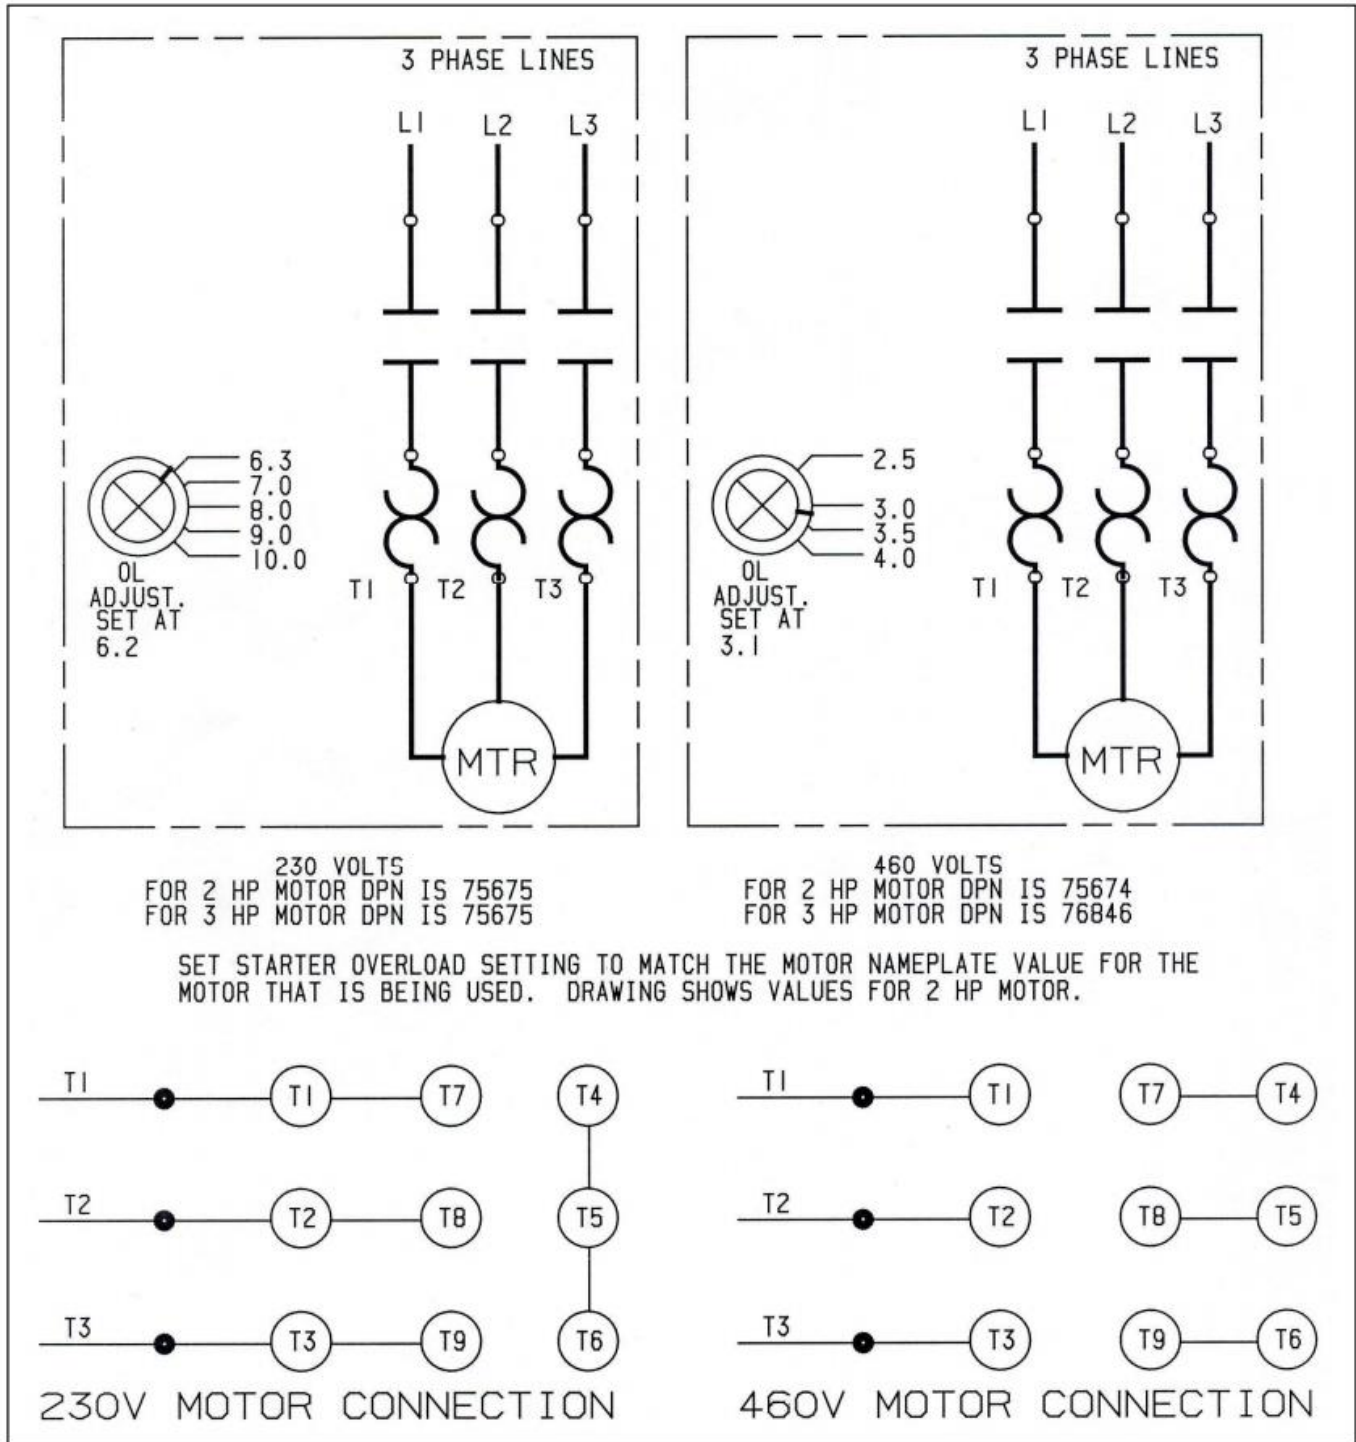 3 PHASE LINES
L1 L2 L3
6.3
7.0
8.0
9.0
10.0
OL
ADJUST.
SET AT
6.2
T1 T2 T3
MTR
230 VOLTS
FOR 2 HP MOTOR DPN IS 75675
FOR 3 HP MOTOR DPN IS 75675
3 PHASE LINES
L1 L2 L3
2.5
3.0
3.5
4.0
OL
ADJUST.
SET AT
3.1
T1 T2 T3
MTR
460 VOLTS
FOR 2 HP MOTOR DPN IS 75674
FOR 3 HP MOTOR DPN IS 76846
SET STARTER OVERLOAD SETTING TO MATCH THE MOTOR NAMEPLATE VALUE FOR THE
MOTOR THAT IS BEING USED. DRAWING SHOWS VALUES FOR 2 HP MOTOR.
T1 T1 T7 T4
T2 T2 T8 T5
T3 T3 T9 T6
230V MOTOR CONNECTION
T1 T1 T7 T4
T2 T2 T8 T5
T3 T3 T9 T6
460V MOTOR CONNECTION